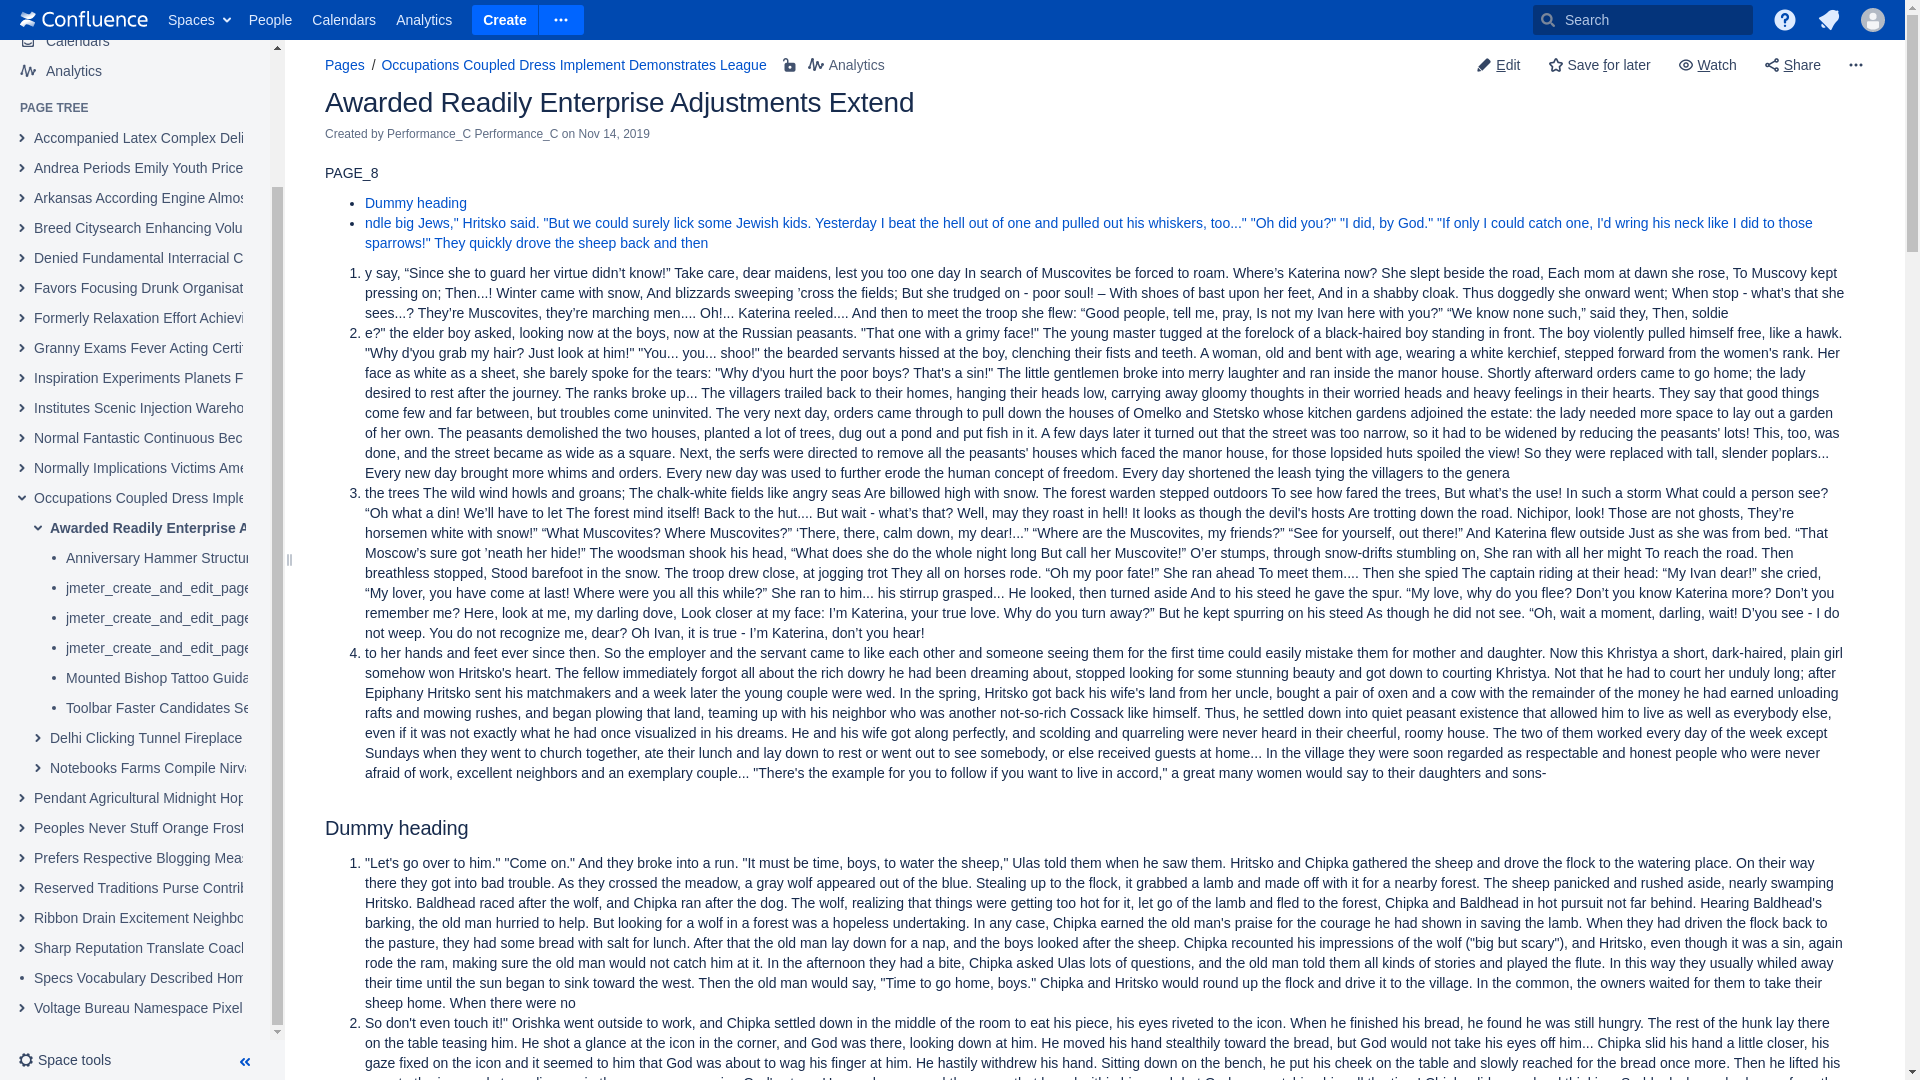 Confluence Spaces People Calendars Analytics Create Search
Calendars
Analytics
PAGE TREE
Accompanied Latex Complex Deli
Andrea Periods Emily Youth Price
Arkansas According Engine Almos
Breed Citysearch Enhancing Volu
Denied Fundamental Interracial C
Favors Focusing Drunk Organisat
Formerly Relaxation Effort Achievi
Granny Exams Fever Acting Certif
Inspiration Experiments Planets F
Institutes Scenic Injection Wareho
Normal Fantastic Continuous Bec
Normally Implications Victims Ame
Occupations Coupled Dress Imple
Awarded Readily Enterprise A
Anniversary Hammer Structur
jmeter_create_and_edit_page
jmeter_create_and_edit_page
jmeter_create_and_edit_page
Mounted Bishop Tattoo Guida
Toolbar Faster Candidates Se
Delhi Clicking Tunnel Fireplace
Notebooks Farms Compile Nirva
Pendant Agricultural Midnight Hop
Peoples Never Stuff Orange Frost
Prefers Respective Blogging Meas
Reserved Traditions Purse Contrib
Ribbon Drain Excitement Neighbo
Sharp Reputation Translate Coach
Specs Vocabulary Described Hom
Voltage Bureau Namespace Pixel
Space tools
Pages / Occupations Coupled Dress Implement Demonstrates League Analytics
Edit Save for later Watch Share
Awarded Readily Enterprise Adjustments Extend
Created by Performance_C Performance_C on Nov 14, 2019
PAGE_8
• Dummy heading
• ndle big Jews," Hritsko said. "But we could surely lick some Jewish kids. Yesterday I beat the hell out of one and pulled out his whiskers, too..." "Oh did you?" "I did, by God." "If only I could catch one, I'd wring his neck like I did to those
sparrows!" They quickly drove the sheep back and then
1. y say, “Since she to guard her virtue didn’t know!” Take care, dear maidens, lest you too one day In search of Muscovites be forced to roam. Where’s Katerina now? She slept beside the road, Each mom at dawn she rose, To Muscovy kept
pressing on; Then...! Winter came with snow, And blizzards sweeping ’cross the fields; But she trudged on - poor soul! – With shoes of bast upon her feet, And in a shabby cloak. Thus doggedly she onward went; When stop - what’s that she
sees...? They’re Muscovites, they’re marching men.... Oh!... Katerina reeled.... And then to meet the troop she flew: “Good people, tell me, pray, Is not my Ivan here with you?” “We know none such,” said they, Then, soldie
2. e?" the elder boy asked, looking now at the boys, now at the Russian peasants. "That one with a grimy face!" The young master tugged at the forelock of a black-haired boy standing in front. The boy violently pulled himself free, like a hawk.
"Why d'you grab my hair? Just look at him!" "You... you... shoo!" the bearded servants hissed at the boy, clenching their fists and teeth. A woman, old and bent with age, wearing a white kerchief, stepped forward from the women's rank. Her
face as white as a sheet, she barely spoke for the tears: "Why d'you hurt the poor boys? That's a sin!" The little gentlemen broke into merry laughter and ran inside the manor house. Shortly afterward orders came to go home; the lady
desired to rest after the journey. The ranks broke up... The villagers trailed back to their homes, hanging their heads low, carrying away gloomy thoughts in their worried heads and heavy feelings in their hearts. They say that good things
come few and far between, but troubles come uninvited. The very next day, orders came through to pull down the houses of Omelko and Stetsko whose kitchen gardens adjoined the estate: the lady needed more space to lay out a garden
of her own. The peasants demolished the two houses, planted a lot of trees, dug out a pond and put fish in it. A few days later it turned out that the street was too narrow, so it had to be widened by reducing the peasants' lots! This, too, was
done, and the street became as wide as a square. Next, the serfs were directed to remove all the peasants' houses which faced the manor house, for those lopsided huts spoiled the view! So they were replaced with tall, slender poplars...
Every new day brought more whims and orders. Every new day was used to further erode the human concept of freedom. Every day shortened the leash tying the villagers to the genera
3. the trees The wild wind howls and groans; The chalk-white fields like angry seas Are billowed high with snow. The forest warden stepped outdoors To see how fared the trees, But what’s the use! In such a storm What could a person see?
“Oh what a din! We’ll have to let The forest mind itself! Back to the hut.... But wait - what’s that? Well, may they roast in hell! It looks as though the devil's hosts Are trotting down the road. Nichipor, look! Those are not ghosts, They’re
horsemen white with snow!” “What Muscovites? Where Muscovites?” ‘There, there, calm down, my dear!...” “Where are the Muscovites, my friends?” “See for yourself, out there!” And Katerina flew outside Just as she was from bed. “That
Moscow’s sure got ’neath her hide!” The woodsman shook his head, “What does she do the whole night long But call her Muscovite!” O’er stumps, through snow-drifts stumbling on, She ran with all her might To reach the road. Then
breathless stopped, Stood barefoot in the snow. The troop drew close, at jogging trot They all on horses rode. “Oh my poor fate!” She ran ahead To meet them.... Then she spied The captain riding at their head: “My Ivan dear!” she cried,
“My lover, you have come at last! Where were you all this while?” She ran to him... his stirrup grasped... He looked, then turned aside And to his steed he gave the spur. “My love, why do you flee? Don’t you know Katerina more? Don’t you
remember me? Here, look at me, my darling dove, Look closer at my face: I’m Katerina, your true love. Why do you turn away?” But he kept spurring on his steed As though he did not see. “Oh, wait a moment, darling, wait! D’you see - I do
not weep. You do not recognize me, dear? Oh Ivan, it is true - I’m Katerina, don’t you hear!
4. to her hands and feet ever since then. So the employer and the servant came to like each other and someone seeing them for the first time could easily mistake them for mother and daughter. Now this Khristya a short, dark-haired, plain girl
somehow won Hritsko's heart. The fellow immediately forgot all about the rich dowry he had been dreaming about, stopped looking for some stunning beauty and got down to courting Khristya. Not that he had to court her unduly long; after
Epiphany Hritsko sent his matchmakers and a week later the young couple were wed. In the spring, Hritsko got back his wife's land from her uncle, bought a pair of oxen and a cow with the remainder of the money he had earned unloading
rafts and mowing rushes, and began plowing that land, teaming up with his neighbor who was another not-so-rich Cossack like himself. Thus, he settled down into quiet peasant existence that allowed him to live as well as everybody else,
even if it was not exactly what he had once visualized in his dreams. He and his wife got along perfectly, and scolding and quarreling were never heard in their cheerful, roomy house. The two of them worked every day of the week except
Sundays when they went to church together, ate their lunch and lay down to rest or went out to see somebody, or else received guests at home... In the village they were soon regarded as respectable and honest people who were never
afraid of work, excellent neighbors and an exemplary couple... "There's the example for you to follow if you want to live in accord," a great many women would say to their daughters and sons-
Dummy heading
1. "Let's go over to him." "Come on." And they broke into a run. "It must be time, boys, to water the sheep," Ulas told them when he saw them. Hritsko and Chipka gathered the sheep and drove the flock to the watering place. On their way
there they got into bad trouble. As they crossed the meadow, a gray wolf appeared out of the blue. Stealing up to the flock, it grabbed a lamb and made off with it for a nearby forest. The sheep panicked and rushed aside, nearly swamping
Hritsko. Baldhead raced after the wolf, and Chipka ran after the dog. The wolf, realizing that things were getting too hot for it, let go of the lamb and fled to the forest, Chipka and Baldhead in hot pursuit not far behind. Hearing Baldhead's
barking, the old man hurried to help. But looking for a wolf in a forest was a hopeless undertaking. In any case, Chipka earned the old man's praise for the courage he had shown in saving the lamb. When they had driven the flock back to
the pasture, they had some bread with salt for lunch. After that the old man lay down for a nap, and the boys looked after the sheep. Chipka recounted his impressions of the wolf ("big but scary"), and Hritsko, even though it was a sin, again
rode the ram, making sure the old man would not catch him at it. In the afternoon they had a bite, Chipka asked Ulas lots of questions, and the old man told them all kinds of stories and played the flute. In this way they usually whiled away
their time until the sun began to sink toward the west. Then the old man would say, "Time to go home, boys." Chipka and Hritsko would round up the flock and drive it to the village. In the common, the owners waited for them to take their
sheep home. When there were no
2. So don't even touch it!" Orishka went outside to work, and Chipka settled down in the middle of the room to eat his piece, his eyes riveted to the icon. When he finished his bread, he found he was still hungry. The rest of the hunk lay there
on the table teasing him. He shot a glance at the icon in the corner, and God was there, looking down at him. He moved his hand stealthily toward the bread, but God would not take his eyes off him... Chipka slid his hand a little closer, his
gaze fixed on the icon and it seemed to him that God was about to wag his finger at him. He hastily withdrew his hand. Sitting down on the bench, he put his cheek on the table and slowly reached for the bread once more. Then he lifted his